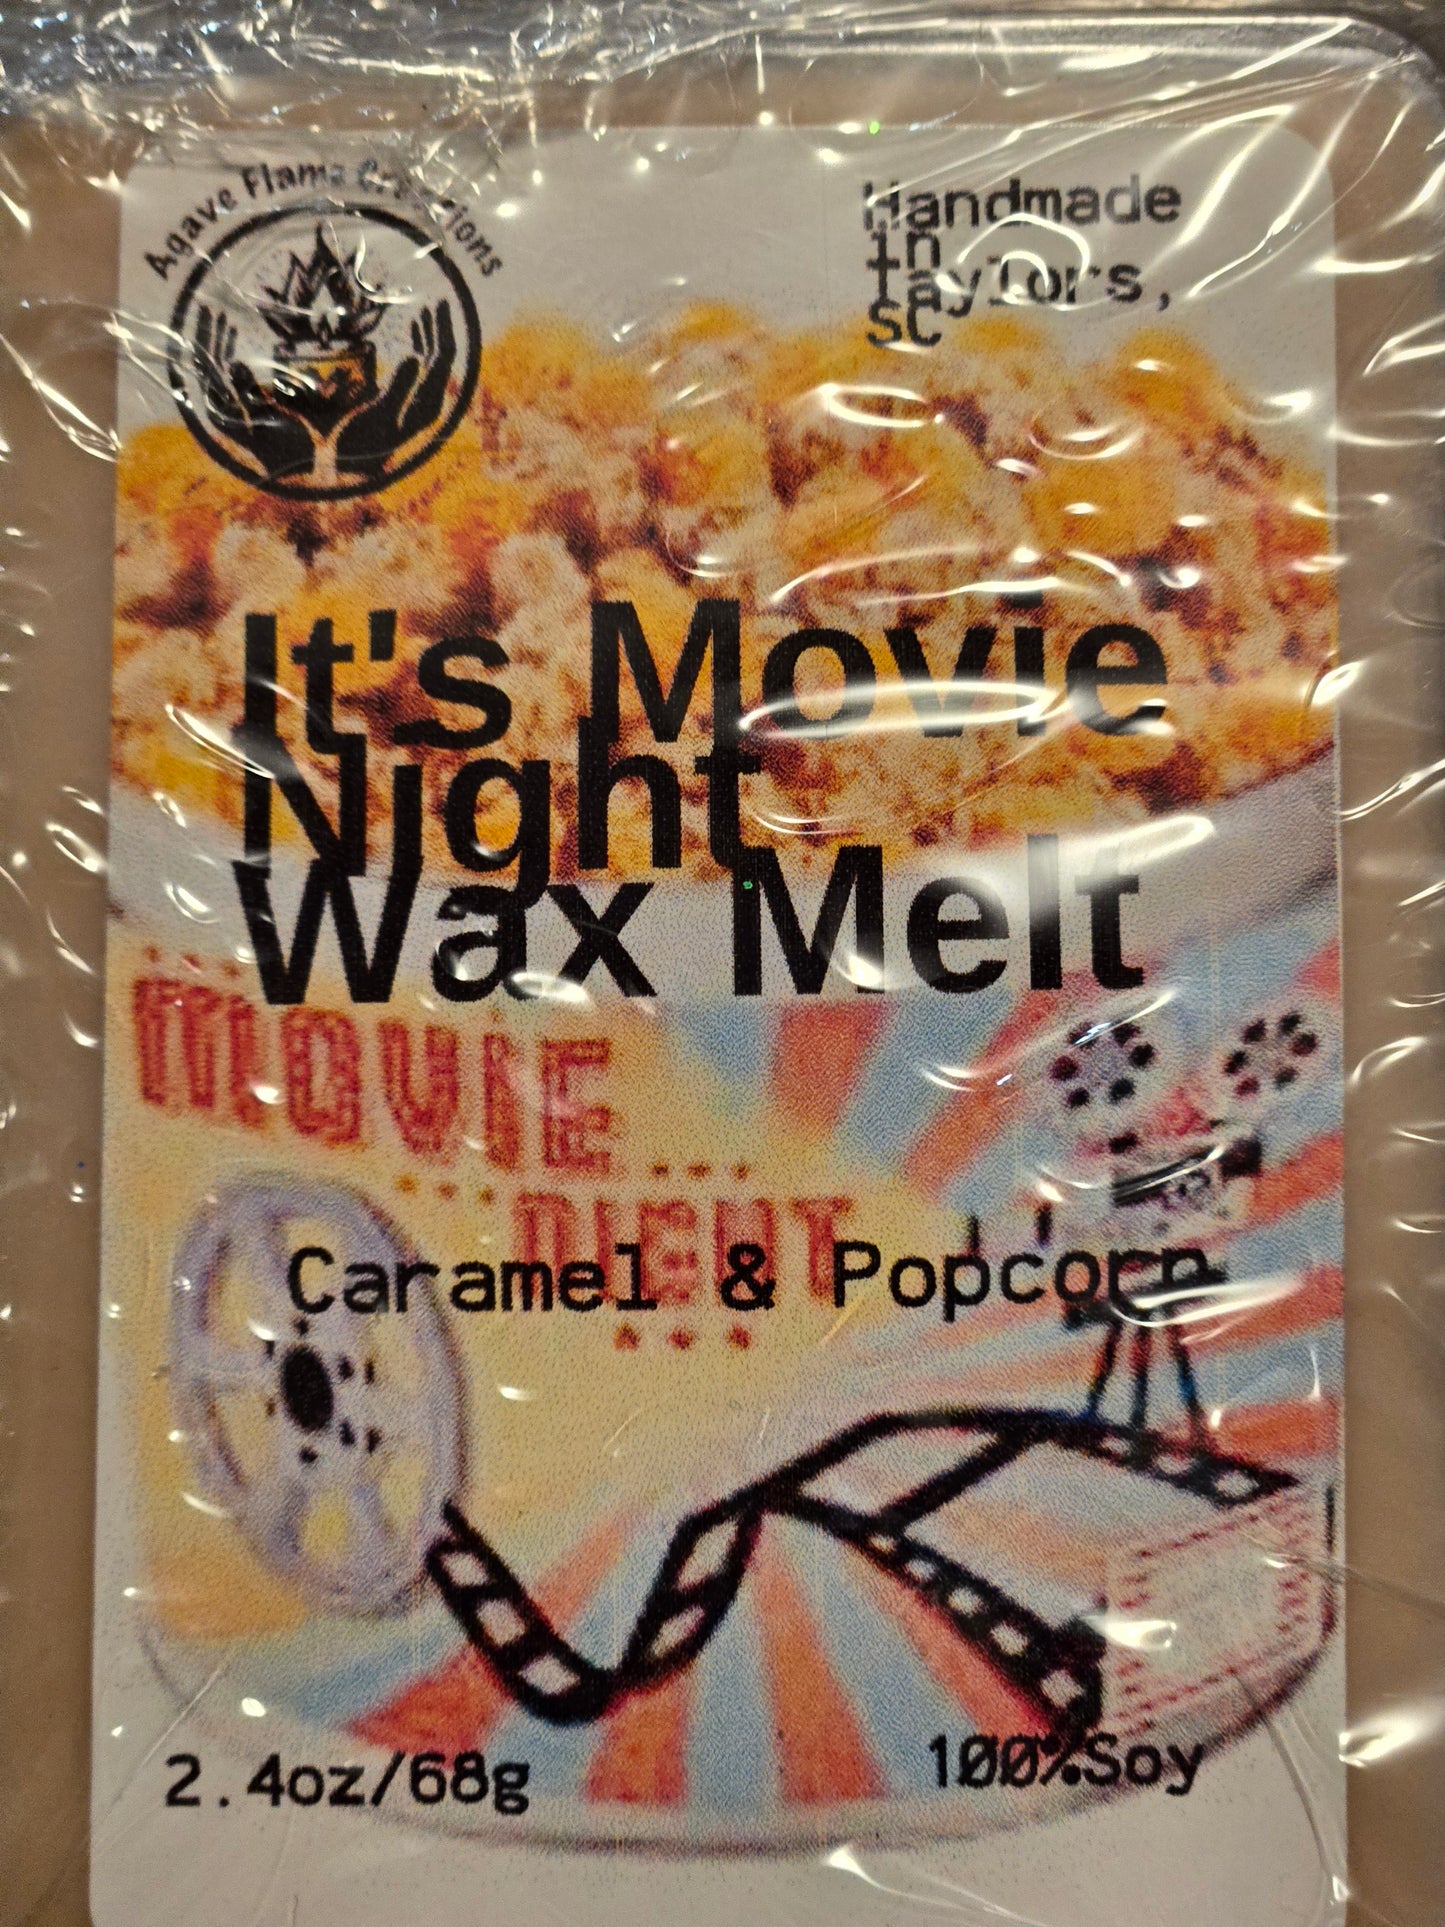 Agave Flame Creations
Handmade
in
taylors,
SC
It's Movie
Night
Wax Melt
MOVIE
NIGHT
Caramel & Popcorn
2.4oz/68g
100%Soy